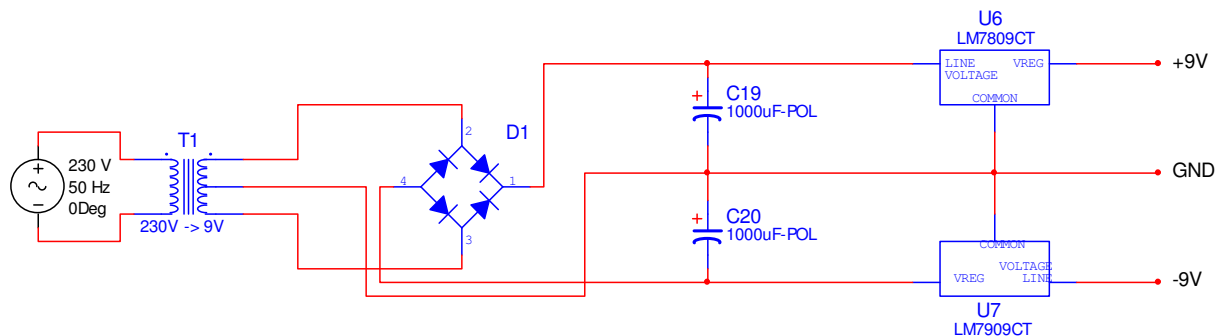 U6
LM7809CT
LINE VREG
VOLTAGE
COMMON
+9V
+
C19
1000uF-POL
T1
2
D1
230 V
50 Hz
0Deg
4
1
GND
230V -> 9V
+
C20
1000uF-POL
3
COMMON
VOLTAGE
VREG LINE
-9V
U7
LM7909CT